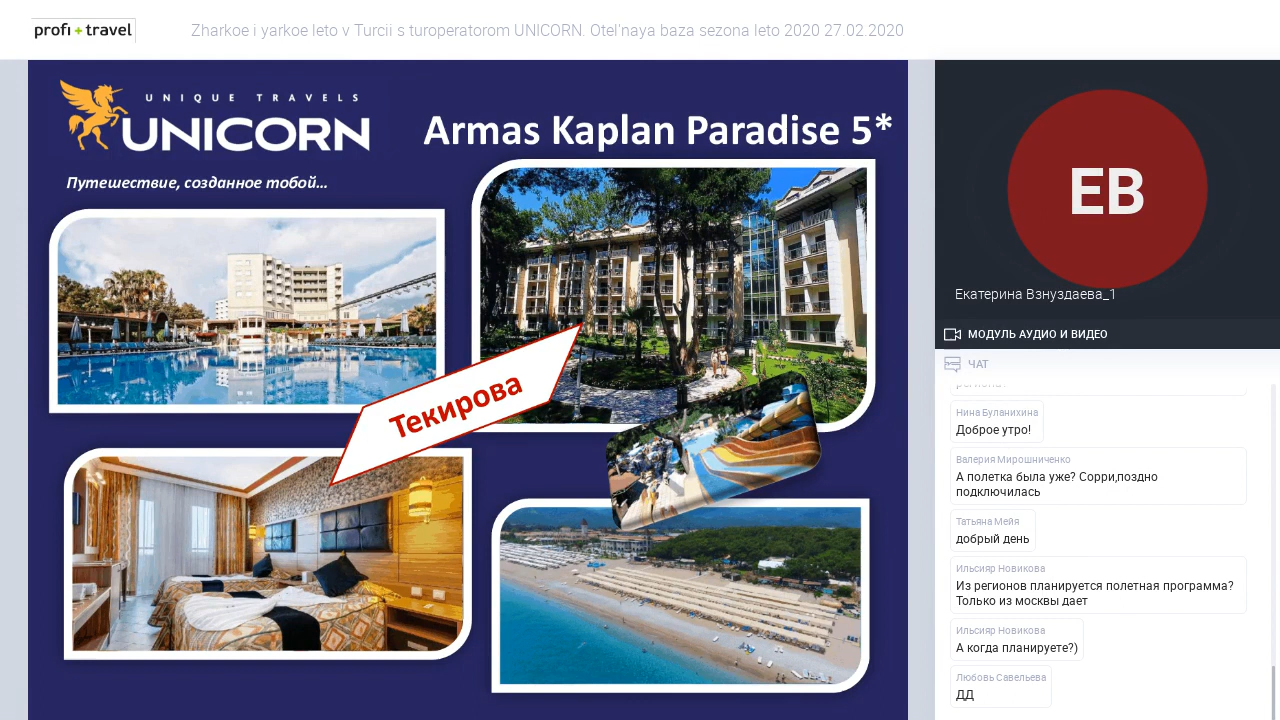 profi + travel
Zharkoe i yarkoe leto v Turcii s turoperatorom UNICORN. Otel'naya baza sezona leto 2020 27.02.2020
UNIQUE TRAVELS
UNICORN
Путешествие, созданное тобой...
Armas Kaplan Paradise 5*
Текирова
ЕВ
Екатерина Взнуздаева_1
МОДУЛЬ АУДИО И ВИДЕО
ЧАТ
Нина Буланихина
Доброе утро!
Валерия Мирошниченко
А полетка была уже? Сорри,поздно
подключилась
Татьяна Мейя
добрый день
Ильсияр Новикова
Из регионов планируется полетная программа?
Только из москвы дает
Ильсияр Новикова
А когда планируете?)
Любовь Савельева
ДД